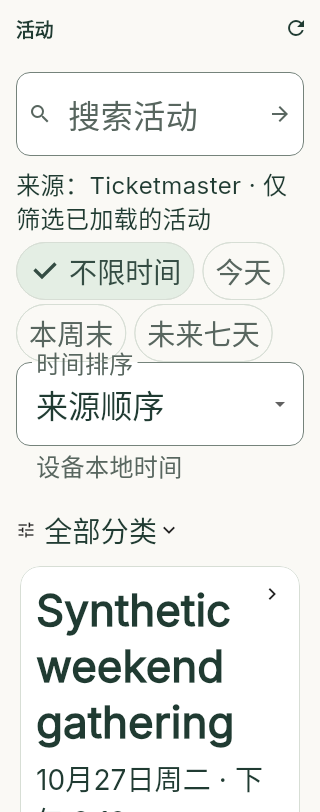 活动
搜索活动
来源：Ticketmaster · 仅
筛选已加载的活动
不限时间
今天
本周末
未来七天
时间排序
来源顺序
设备本地时间
全部分类
Synthetic
weekend
gathering
10月27日周二 · 下